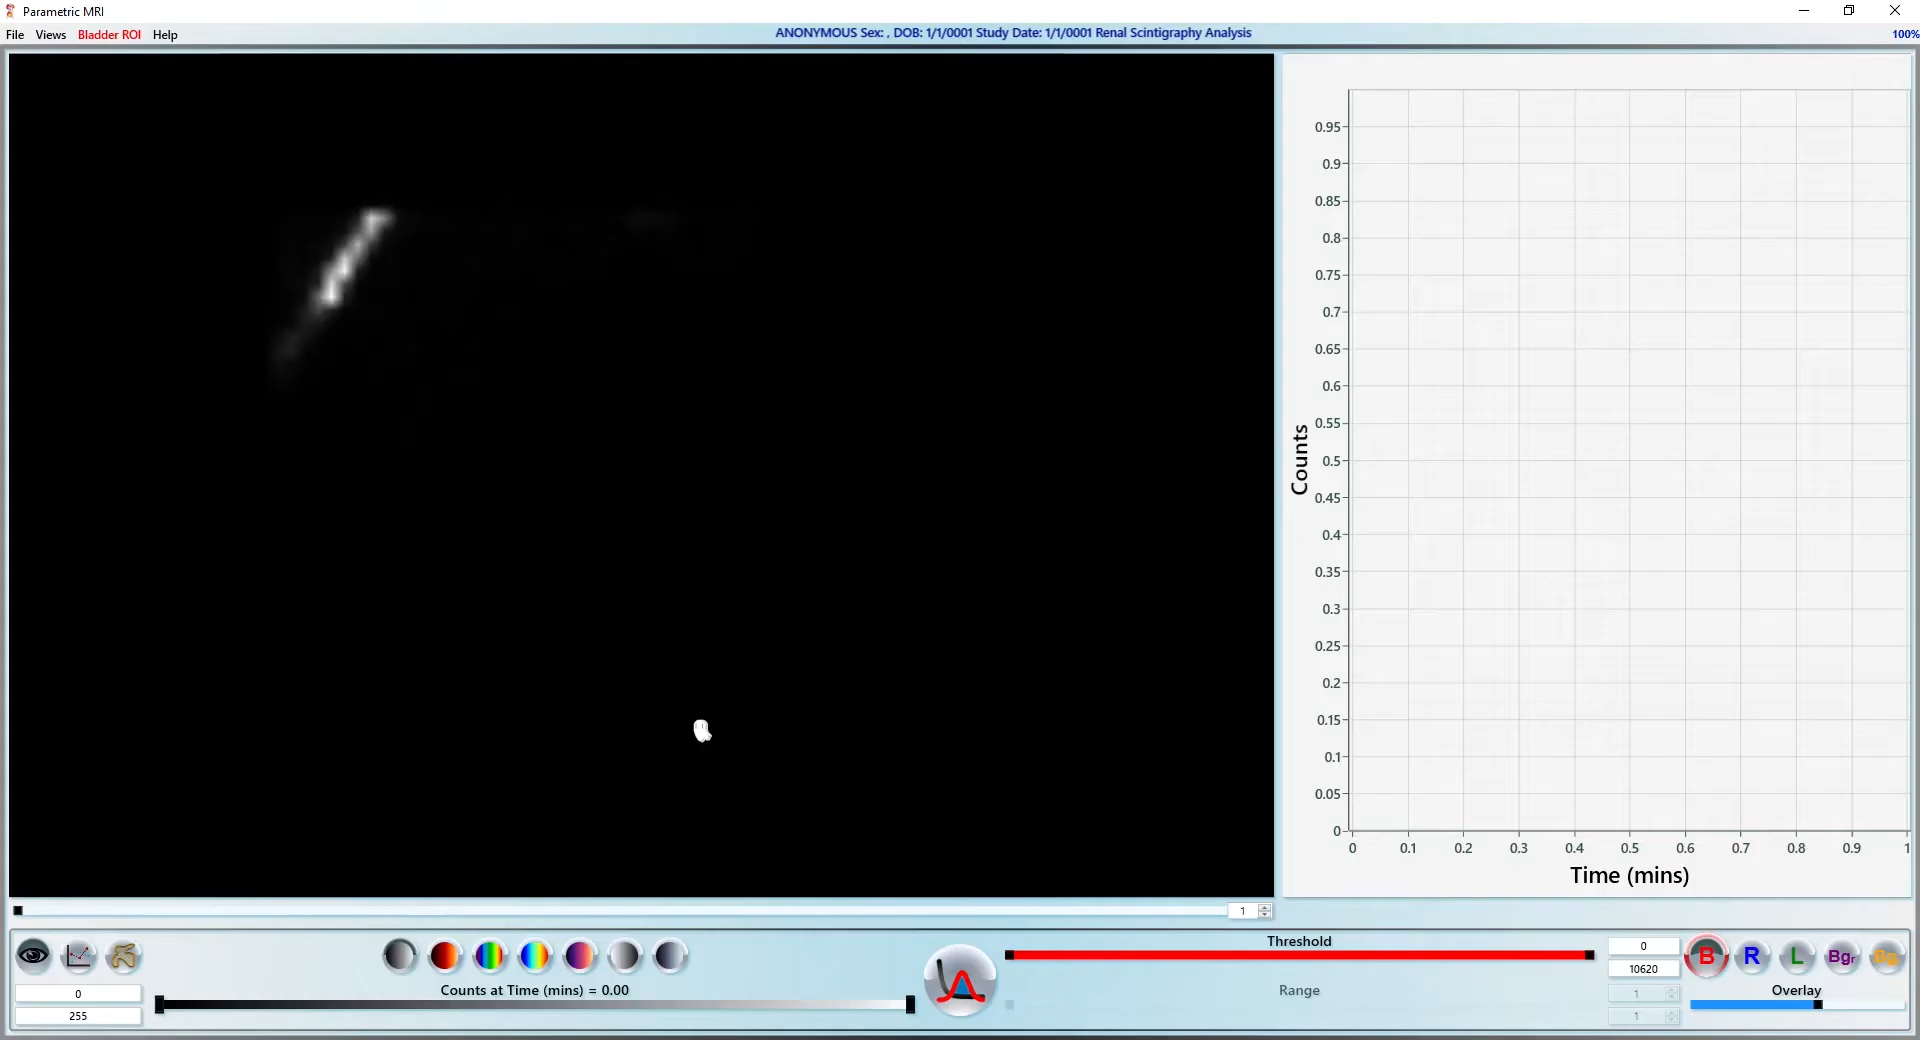 Parametric MRI
File Views Bladder ROI Help
ANONYMOUS Sex: , DOB: 1/1/0001 Study Date: 1/1/0001 Renal Scintigraphy Analysis
100%
0.95
0.9
0.85
0.8
0.75
0.7
0.65
0.6
0.55
0.5
0.45
0.4
0.35
0.3
0.25
0.2
0.15
0.1
0.05
0
Counts
0 0.1 0.2 0.3 0.4 0.5 0.6 0.7 0.8 0.9 1
Time (mins)
1
0
255
Counts at Time (mins) = 0.00
Threshold
Range
0
10620
1
1
B R L Bgr
Overlay